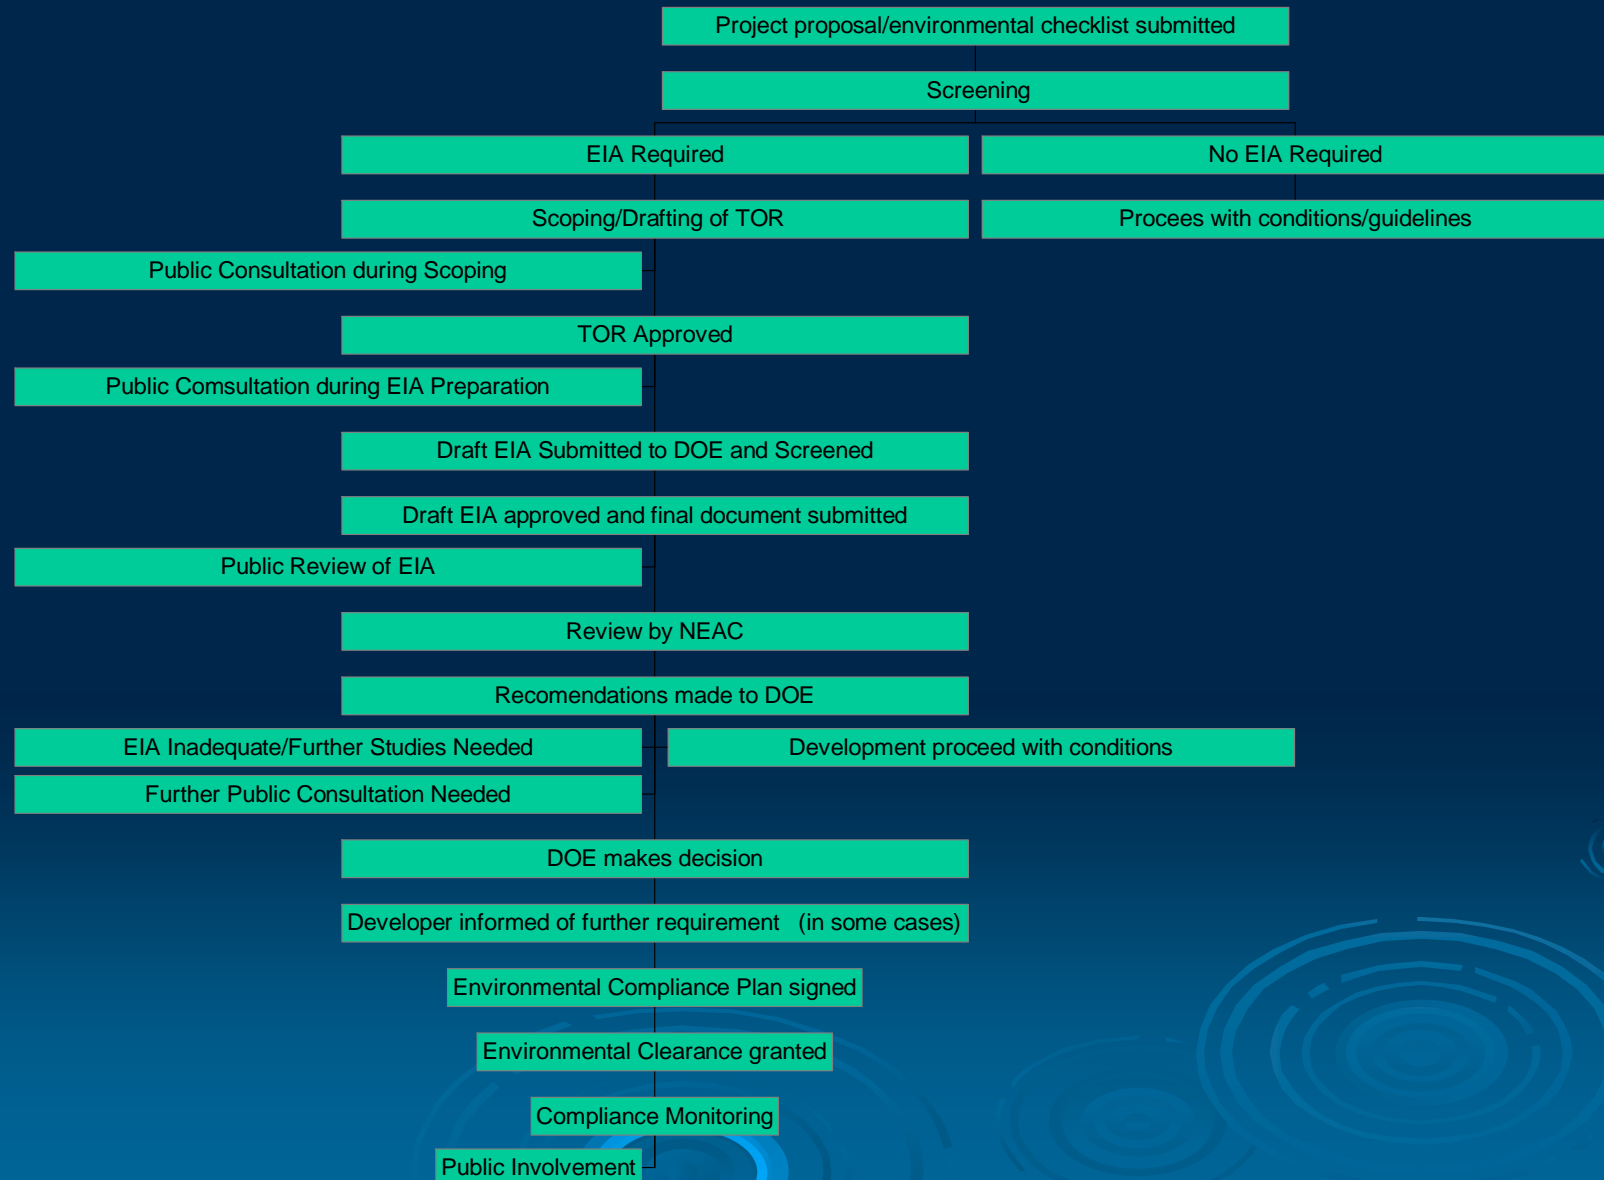 Project proposal/environmental checklist submitted
Screening
EIA Required
No EIA Required
Scoping/Drafting of TOR
Procees with conditions/guidelines
Public Consultation during Scoping
TOR Approved
Public Comsultation during EIA Preparation
Draft EIA Submitted to DOE and Screened
Draft EIA approved and final document submitted
Public Review of EIA
Review by NEAC
Recomendations made to DOE
EIA Inadequate/Further Studies Needed
Development proceed with conditions
Further Public Consultation Needed
DOE makes decision
Developer informed of further requirement (in some cases)
Environmental Compliance Plan signed
Environmental Clearance granted
Compliance Monitoring
Public Involvement